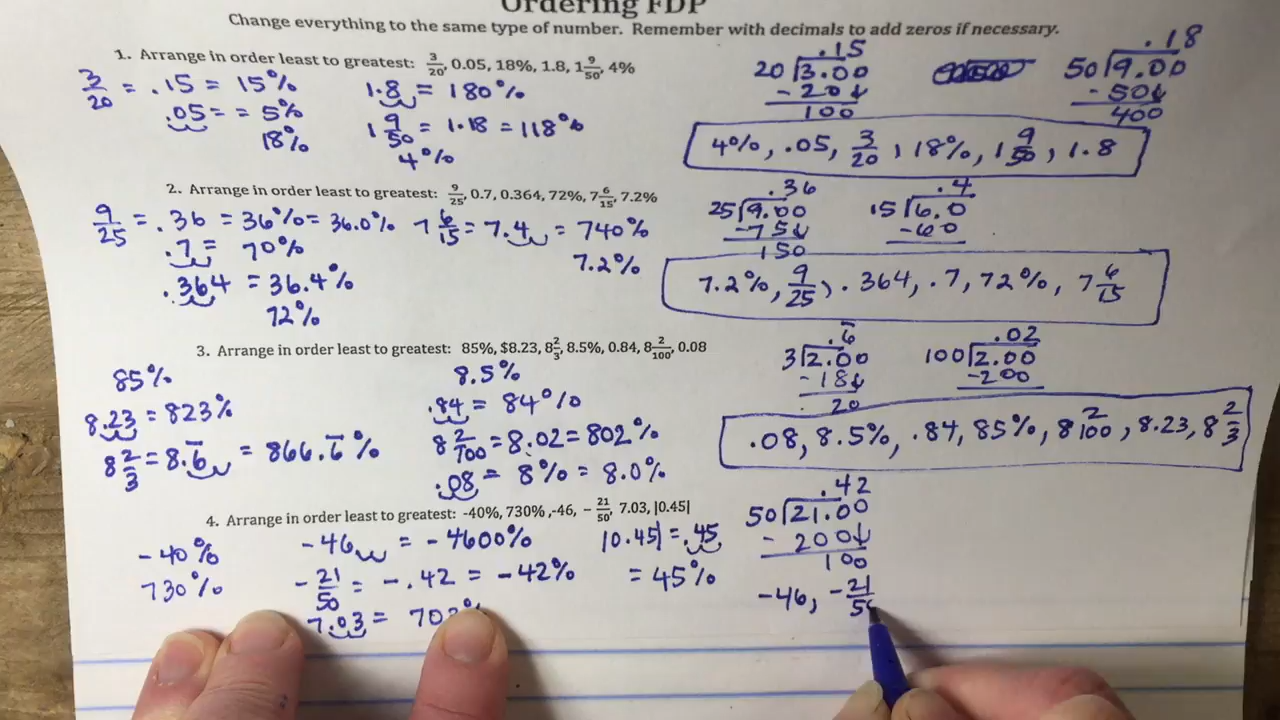 Ordering FDP
Change everything to the same type of number. Remember with decimals to add zeros if necessary.
1. Arrange in order least to greatest: 3/20, 0.05, 18%, 1.8, 1 9/50, 4%
3/20 = .15 = 15%
.05 = = 5%
18%
1.8 = 180%
1 9/50 = 1.18 = 118%
4%
.15
20 3.00
- 20
100
.18
50 9.00
- 50
400
4%, .05, 3/20, 18%, 1 9/50, 1.8
2. Arrange in order least to greatest: 9/25, 0.7, 0.364, 72%, 7 6/15, 7.2%
9/25 = .36 = 36% = 36.0%
.7 = 70%
.364 = 36.4%
72%
7 6/15 = 7.4 = 740%
7.2%
.36
25 9.00
- 75
150
.4
15 6.0
- 60
7.2%, 9/25, .364, .7, 72%, 7 6/15
3. Arrange in order least to greatest: 85%, $8.23, 8 2/3, 8.5%, 0.84, 8 2/100, 0.08
85%
8.23 = 823%
8 2/3 = 8.6̅ = 866.6̅%
8.5%
.84 = 84%
8 2/100 = 8.02 = 802%
.08 = 8% = 8.0%
.6̅
3 2.00
- 18
20
.02
100 2.00
- 200
.08, 8.5%, .84, 85%, 8 2/100, 8.23, 8 2/3
4. Arrange in order least to greatest: -40%, 730% ,-46, - 21/50, 7.03, |0.45|
-40%
730%
-46 = -4600%
- 21/50 = -.42 = -42%
7.03 = 703%
|0.45| = .45
= 45%
.42
50 21.00
- 200
100
-46, - 21/50